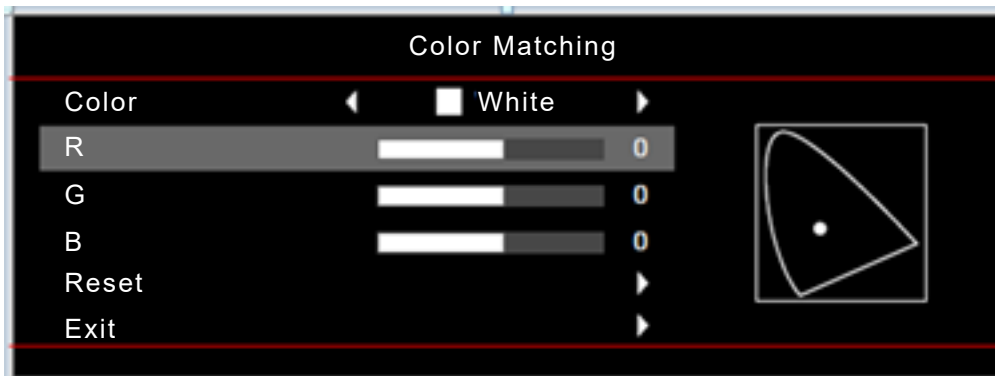 Color Matching
Color White
R 0
G 0
B 0
Reset
Exit